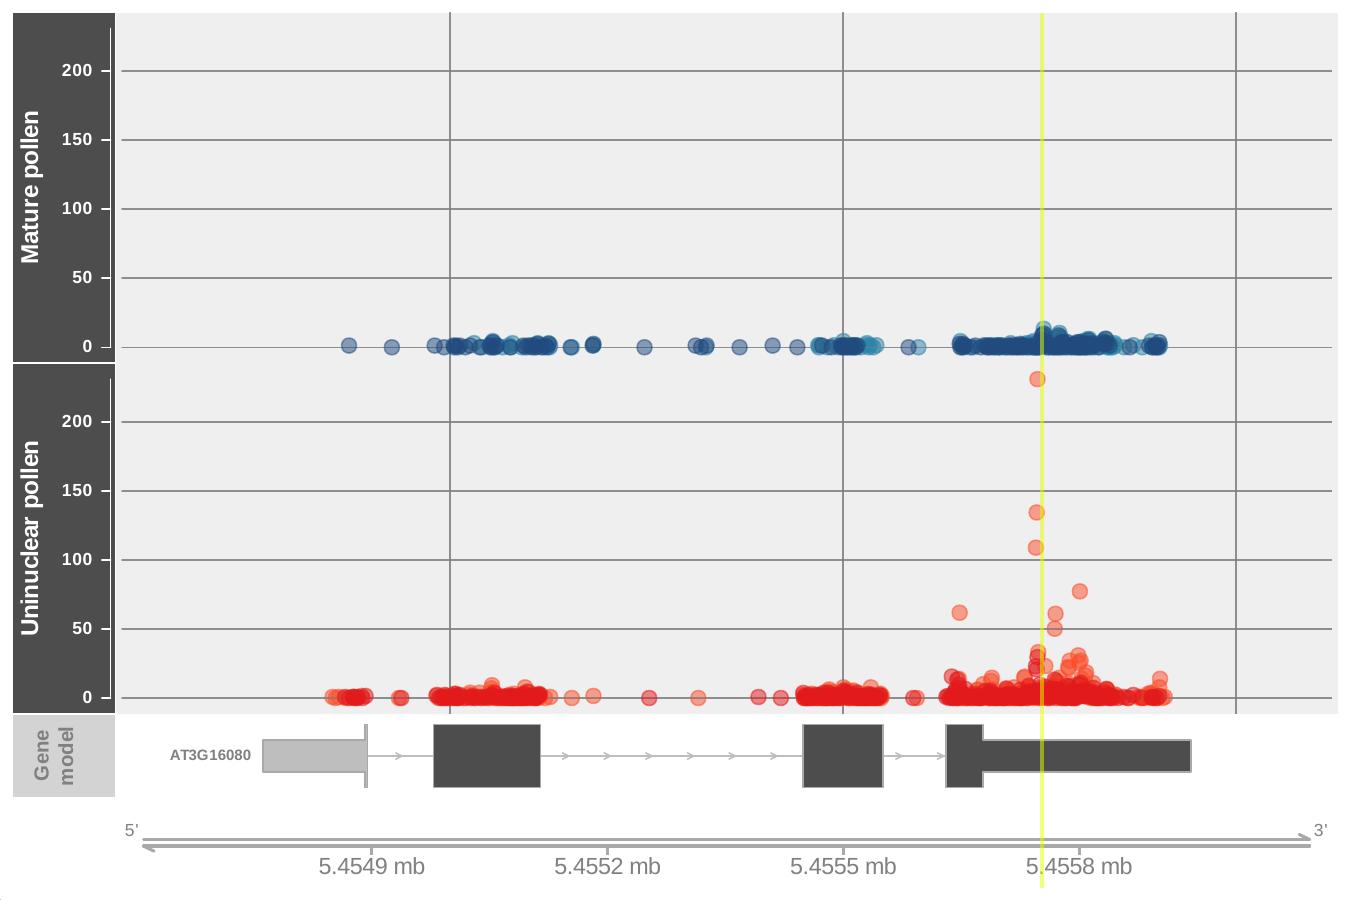 Mature pollen
200
150
100
50
0
Uninuclear pollen
200
150
100
50
0
Gene
model
AT3G16080
5'
3'
5.4549 mb
5.4552 mb
5.4555 mb
5.4558 mb